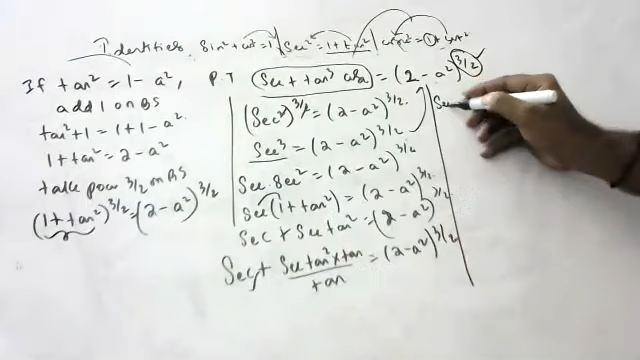 Identities sin² + cos² = 1 | sec² = 1 + tan² | cosec² = 1 + cot²
If tan² = 1 - a², P.T sec + tan³ cosec = (2 - a²)^3/2
add 1 on BS
tan² + 1 = 1 + 1 - a²
1 + tan² = 2 - a²
take power 3/2 on BS
(1 + tan²)^3/2 = (2 - a²)^3/2
(Sec²)^3/2 = (2 - a²)^3/2
Sec³ = (2 - a²)^3/2
Sec · Sec² = (2 - a²)^3/2
Sec (1 + tan²) = (2 - a²)^3/2
Sec + Sec tan² = (2 - a²)^3/2
Sec + Sec tan² × tan / tan = (2 - a²)^3/2
Sec